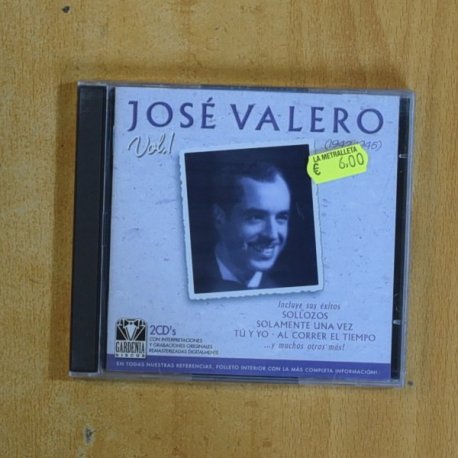 JOSÉ VALERO
Vol.1
LA METRALLETA
€ 6,00
Incluye sus éxitos
SOLLOZOS
SOLAMENTE UNA VEZ
TÚ Y YO - AL CORRER EL TIEMPO
...y muchos otros más!
2CD's
CON INTERPRETACIONES
Y GRABACIONES ORIGINALES
REMASTERIZADAS DIGITALMENTE
GARDENIA
DISCOS
EN TODAS NUESTRAS REFERENCIAS, FOLLETO INTERIOR CON LA MÁS COMPLETA INFORMACIÓN!